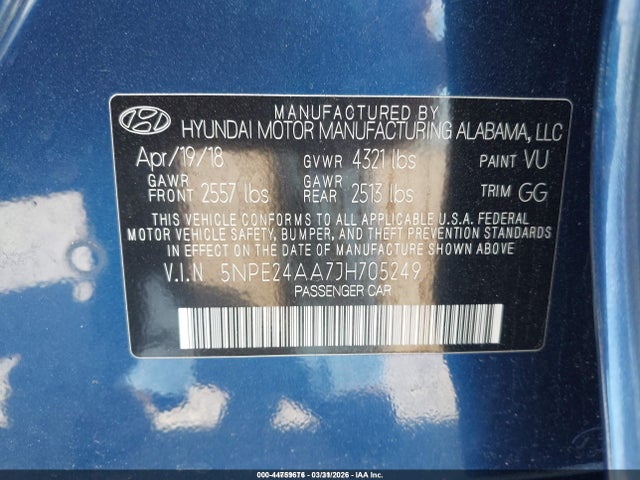 MANUFACTURED BY
HYUNDAI MOTOR MANUFACTURING ALABAMA, LLC
Apr/19/18 GVWR 4321 lbs PAINT VU
GAWR FRONT 2557 lbs GAWR REAR 2513 lbs TRIM GG
THIS VEHICLE CONFORMS TO ALL APPLICABLE U.S.A. FEDERAL
MOTOR VEHICLE SAFETY, BUMPER, AND THEFT PREVENTION STANDARDS
IN EFFECT ON THE DATE OF MANUFACTURE SHOWN ABOVE.
V.I.N 5NPE24AA7JH705249
PASSENGER CAR
000-44759676 - 03/31/2026 - IAA Inc.